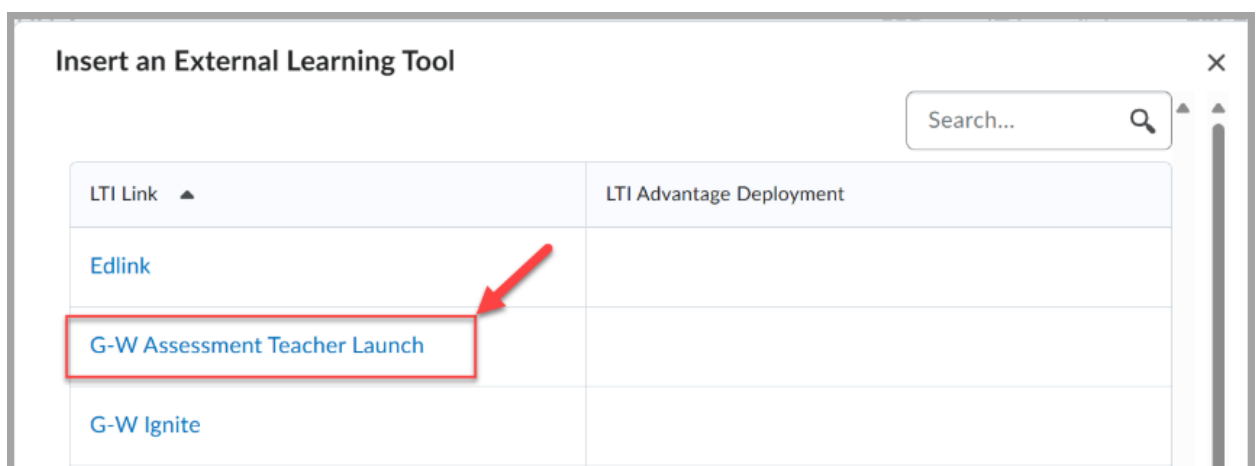 Insert an External Learning Tool
Search...
LTI Link
LTI Advantage Deployment
Edlink
G-W Assessment Teacher Launch
G-W Ignite